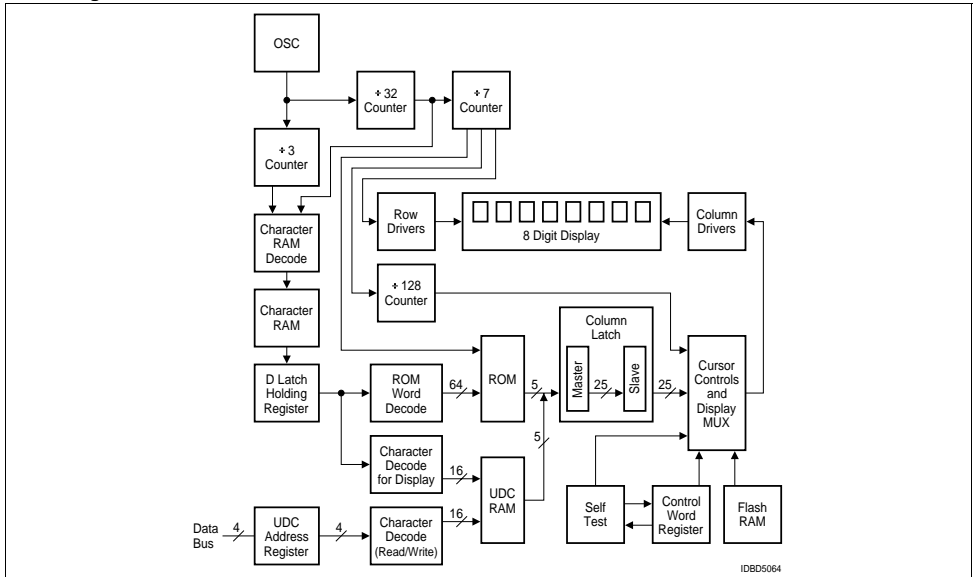 OSC
÷ 32
Counter
÷ 7
Counter
÷ 3
Counter
Character
RAM
Decode
Row
Drivers
8 Digit Display
Column
Drivers
÷ 128
Counter
Character
RAM
Column
Latch
Master
25
Slave
25
Cursor
Controls
and
Display
MUX
D Latch
Holding
Register
ROM
Word
Decode
64
ROM
5
5
Character
Decode
for Display
16
UDC
RAM
16
Data
Bus
4
UDC
Address
Register
4
Character
Decode
(Read/Write)
Self
Test
Control
Word
Register
Flash
RAM
IDBD5064